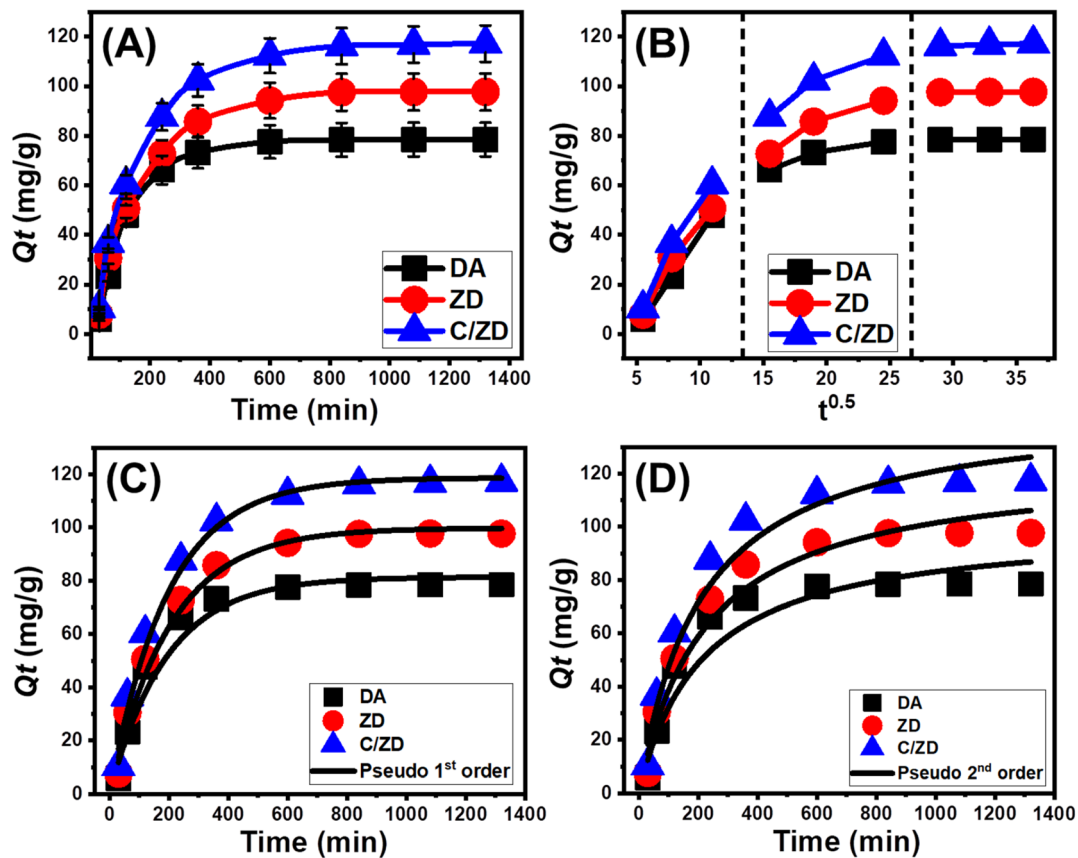 (A)
Qt (mg/g)
120
100
80
60
40
20
0
DA
ZD
C/ZD
200 400 600 800 1000 1200 1400
Time (min)
(B)
Qt (mg/g)
120
100
80
60
40
20
0
DA
ZD
C/ZD
5 10 15 20 25 30 35
t^0.5
(C)
Qt (mg/g)
120
100
80
60
40
20
0
DA
ZD
C/ZD
Pseudo 1st order
0 200 400 600 800 1000 1200 1400
Time (min)
(D)
Qt (mg/g)
120
100
80
60
40
20
0
DA
ZD
C/ZD
Pseudo 2nd order
0 200 400 600 800 1000 1200 1400
Time (min)